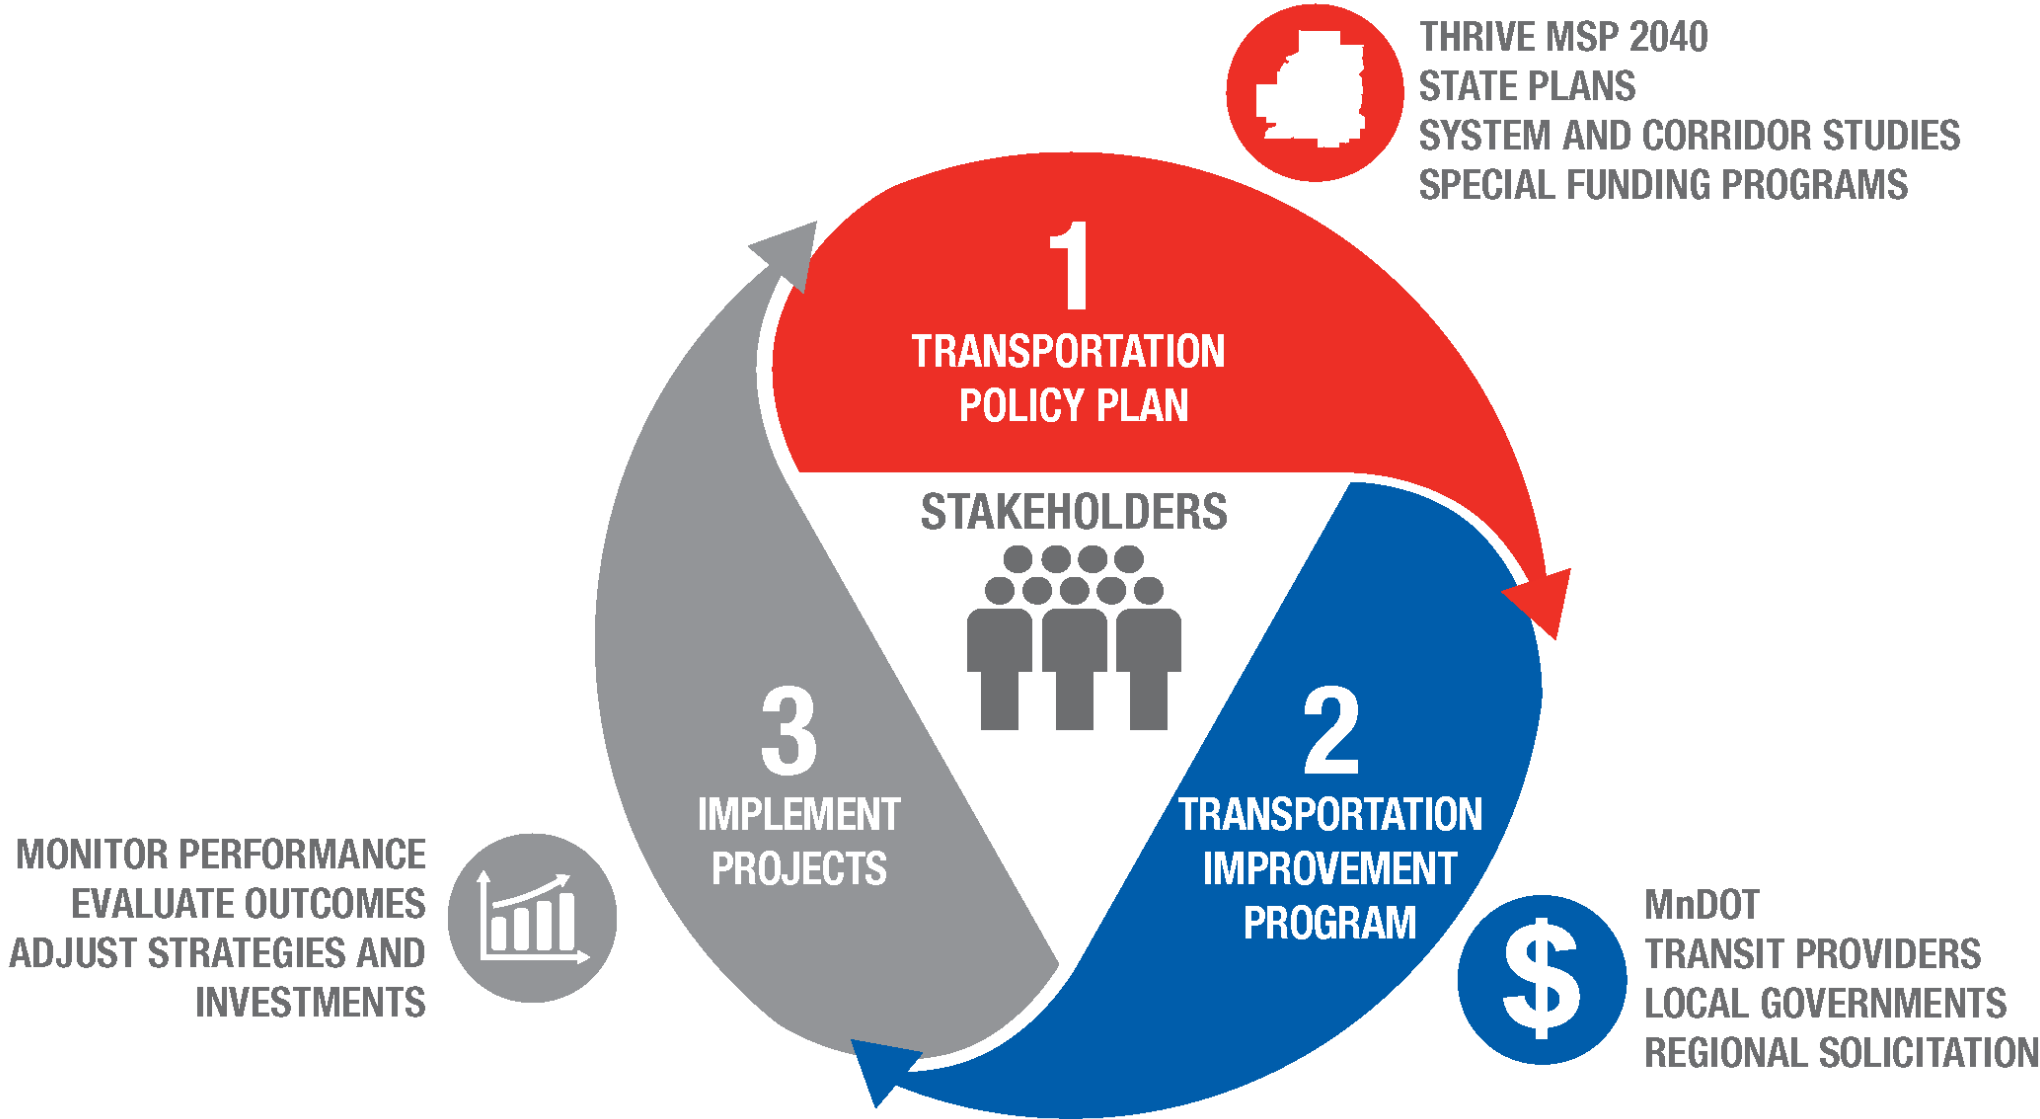 THRIVE MSP 2040
STATE PLANS
SYSTEM AND CORRIDOR STUDIES
SPECIAL FUNDING PROGRAMS
1
TRANSPORTATION
POLICY PLAN
STAKEHOLDERS
2
TRANSPORTATION
IMPROVEMENT
PROGRAM
$
MnDOT
TRANSIT PROVIDERS
LOCAL GOVERNMENTS
REGIONAL SOLICITATION
3
IMPLEMENT
PROJECTS
MONITOR PERFORMANCE
EVALUATE OUTCOMES
ADJUST STRATEGIES AND
INVESTMENTS